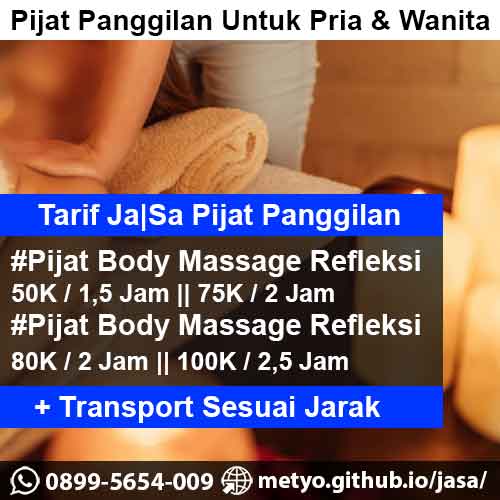 Pijat Panggilan Untuk Pria & Wanita
Tarif Ja|Sa Pijat Panggilan
#Pijat Body Massage Refleksi
50K / 1,5 Jam || 75K / 2 Jam
#Pijat Body Massage Refleksi
80K / 2 Jam || 100K / 2,5 Jam
+ Transport Sesuai Jarak
0899-5654-009 metyo.github.io/jasa/